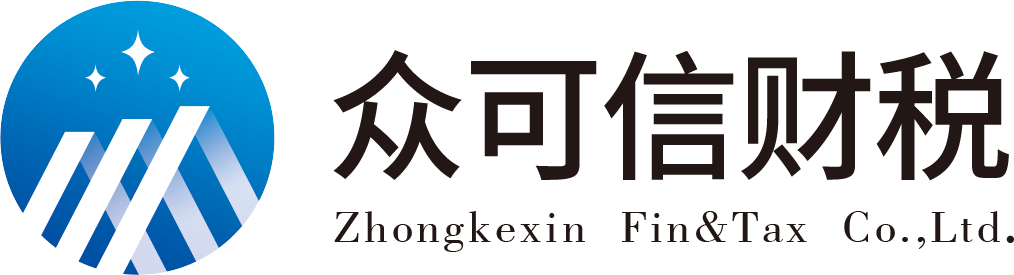 众可信财税
Zhongkexin Fin&Tax Co.,Ltd.